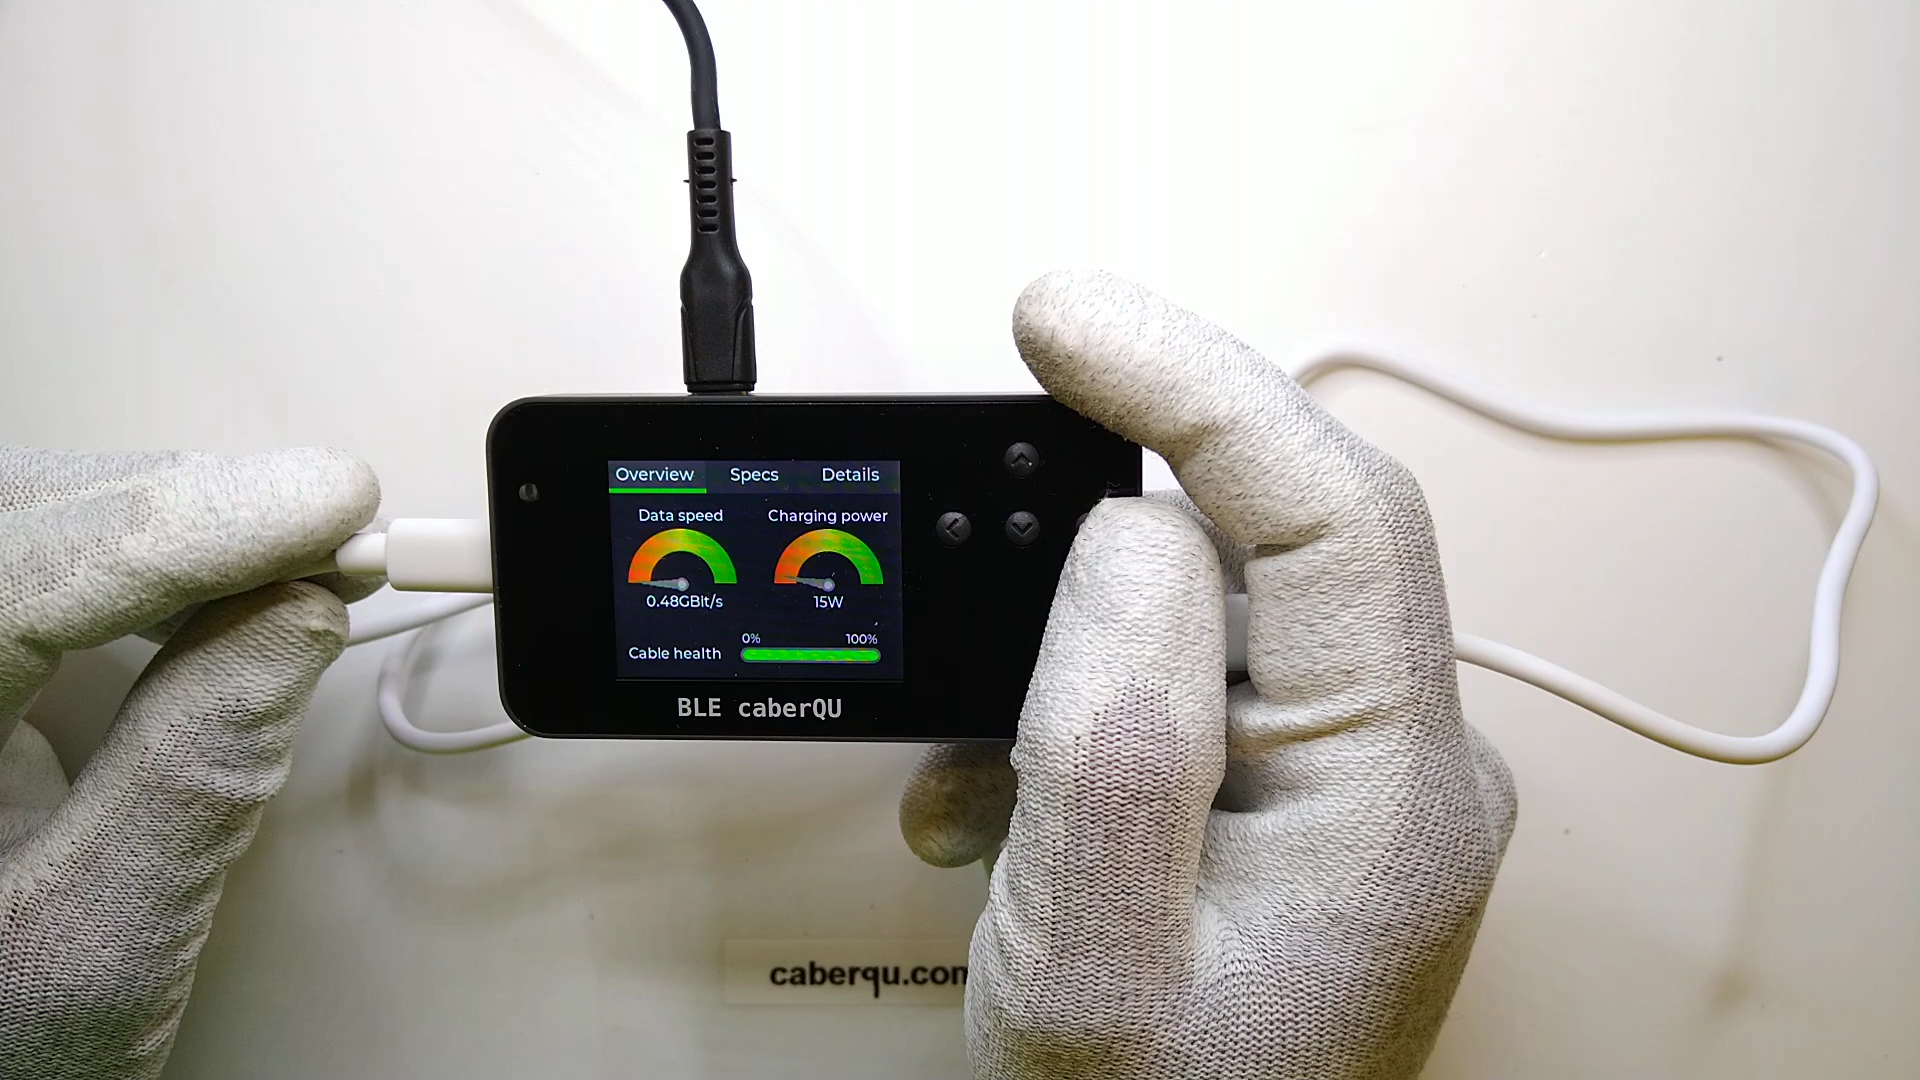 Overview Specs Details
Data speed Charging power
0.48GBit/s 15W
0% 100%
Cable health
BLE caberQU
caberqu.com